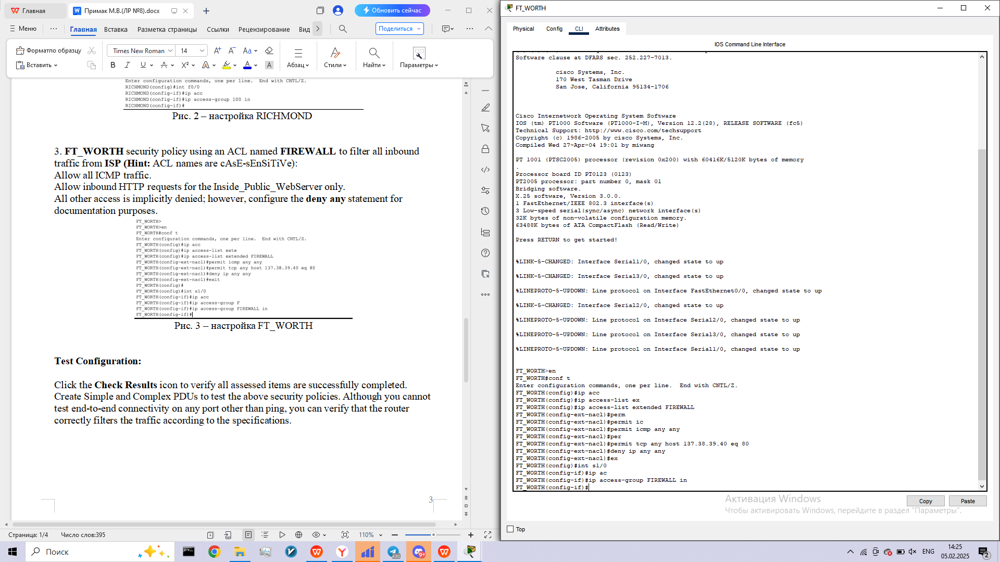 Главная
Примак М.В.(ЛР №8).docx
Обновить сейчас
Меню
Главная
Вставка
Разметка страницы
Ссылки
Рецензирование
Вид
Поделиться
Формат по образцу
Times New Roman
14
Вставить
Абзац
Стили
Найти
Параметры
Enter configuration commands, one per line.  End with CNTL/Z.
RICHMOND(config)#int f0/0
RICHMOND(config-if)#ip acc
RICHMOND(config-if)#ip access-group 100 in
RICHMOND(config-if)#
Рис. 2 – настройка RICHMOND
3. FT_WORTH security policy using an ACL named FIREWALL to filter all inbound
traffic from ISP (Hint: ACL names are cAsE-sEnSiTiVe):
Allow all ICMP traffic.
Allow inbound HTTP requests for the Inside_Public_WebServer only.
All other access is implicitly denied; however, configure the deny any statement for
documentation purposes.
FT_WORTH>
FT_WORTH>en
FT_WORTH#conf t
Enter configuration commands, one per line.  End with CNTL/Z.
FT_WORTH(config)#ip acc
FT_WORTH(config)#ip access-list exte
FT_WORTH(config)#ip access-list extended FIREWALL
FT_WORTH(config-ext-nacl)#permit icmp any any
FT_WORTH(config-ext-nacl)#permit tcp any host 137.38.39.40 eq 80
FT_WORTH(config-ext-nacl)#deny ip any any
FT_WORTH(config-ext-nacl)#exit
FT_WORTH(config)#
FT_WORTH(config)#int s1/0
FT_WORTH(config-if)#ip acc
FT_WORTH(config-if)#ip access-group F
FT_WORTH(config-if)#ip access-group FIREWALL in
FT_WORTH(config-if)#
Рис. 3 – настройка FT_WORTH
Test Configuration:
Click the Check Results icon to verify all assessed items are successfully completed.
Create Simple and Complex PDUs to test the above security policies. Although you cannot
test end-to-end connectivity on any port other than ping, you can verify that the router
correctly filters the traffic according to the specifications.
3
Страница: 1/4
Число слов:395
110%
FT_WORTH
Physical
Config
CLI
Attributes
IOS Command Line Interface
Software clause at DFARS sec. 252.227-7013.
cisco Systems, Inc.
170 West Tasman Drive
San Jose, California 95134-1706
Cisco Internetwork Operating System Software
IOS (tm) PT1000 Software (PT1000-I-M), Version 12.2(28), RELEASE SOFTWARE (fc5)
Technical Support: http://www.cisco.com/techsupport
Copyright (c) 1986-2005 by cisco Systems, Inc.
Compiled Wed 27-Apr-04 19:01 by miwang
PT 1001 (PTSC2005) processor (revision 0x200) with 60416K/5120K bytes of memory
.
Processor board ID PT0123 (0123)
PT2005 processor: part number 0, mask 01
Bridging software.
X.25 software, Version 3.0.0.
1 FastEthernet/IEEE 802.3 interface(s)
3 Low-speed serial(sync/async) network interface(s)
32K bytes of non-volatile configuration memory.
63488K bytes of ATA CompactFlash (Read/Write)
Press RETURN to get started!
%LINK-5-CHANGED: Interface Serial1/0, changed state to up
%LINK-5-CHANGED: Interface Serial3/0, changed state to up
%LINEPROTO-5-UPDOWN: Line protocol on Interface FastEthernet0/0, changed state to up
%LINK-5-CHANGED: Interface Serial2/0, changed state to up
%LINEPROTO-5-UPDOWN: Line protocol on Interface Serial2/0, changed state to up
%LINEPROTO-5-UPDOWN: Line protocol on Interface Serial3/0, changed state to up
%LINEPROTO-5-UPDOWN: Line protocol on Interface Serial1/0, changed state to up
FT_WORTH>en
FT_WORTH#conf t
Enter configuration commands, one per line.  End with CNTL/Z.
FT_WORTH(config)#ip acc
FT_WORTH(config)#ip access-list ex
FT_WORTH(config)#ip access-list extended FIREWALL
FT_WORTH(config-ext-nacl)#perm
FT_WORTH(config-ext-nacl)#permit ic
FT_WORTH(config-ext-nacl)#permit icmp any any
FT_WORTH(config-ext-nacl)#per
FT_WORTH(config-ext-nacl)#permit tcp any host 137.38.39.40 eq 80
FT_WORTH(config-ext-nacl)#deny ip any any
FT_WORTH(config-ext-nacl)#ex
FT_WORTH(config)#int s1/0
FT_WORTH(config-if)#ip ac
FT_WORTH(config-if)#ip access-group FIREWALL in
FT_WORTH(config-if)#
Активация Windows
Чтобы активировать Windows, перейдите в раздел "Параметры".
Copy
Paste
Top
Поиск
430
9+
ENG
14:25
05.02.2025
2